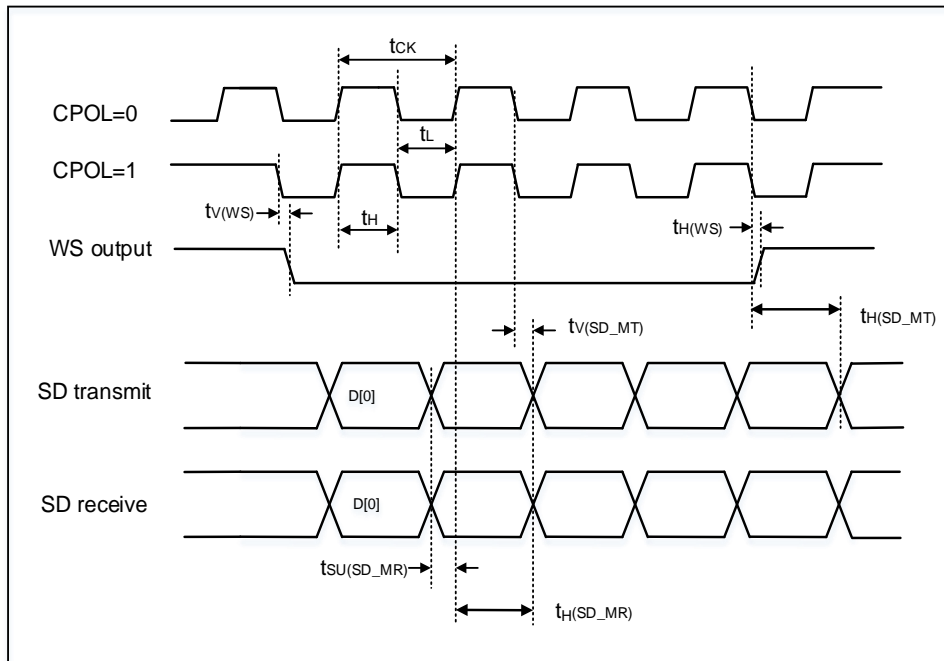 tCK
CPOL=0
tL
CPOL=1
tV(WS)
tH
tH(WS)
WS output
tV(SD_MT)
tH(SD_MT)
SD transmit
D[0]
SD receive
D[0]
tSU(SD_MR)
tH(SD_MR)